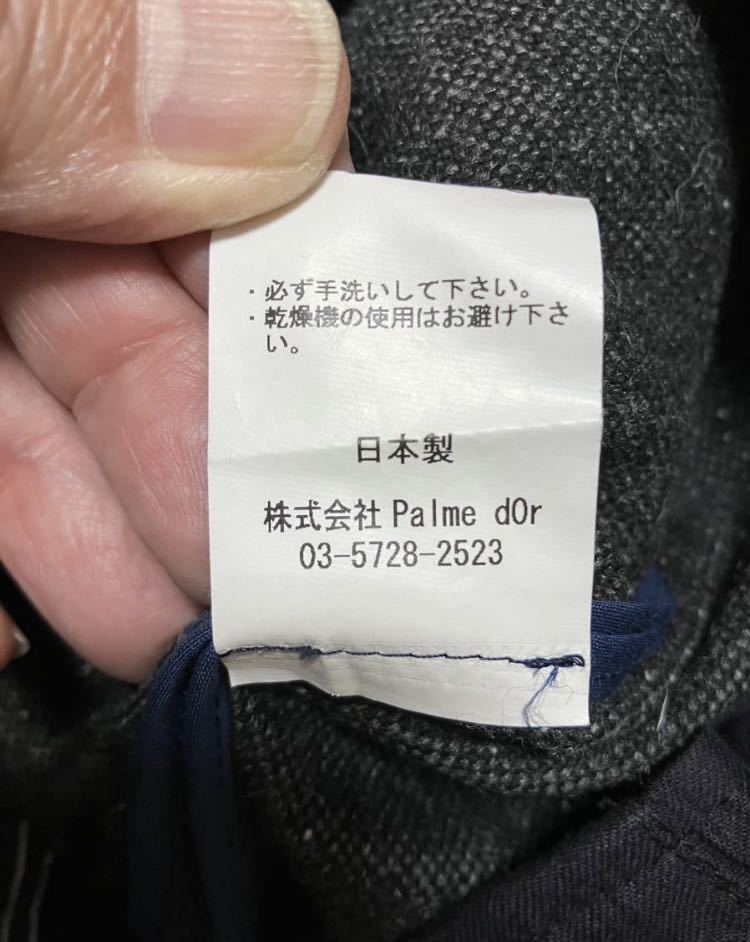 ・必ず手洗いして下さい。
・乾燥機の使用はお避け下さ
い。
日本製
株式会社 Palme dOr
03-5728-2523